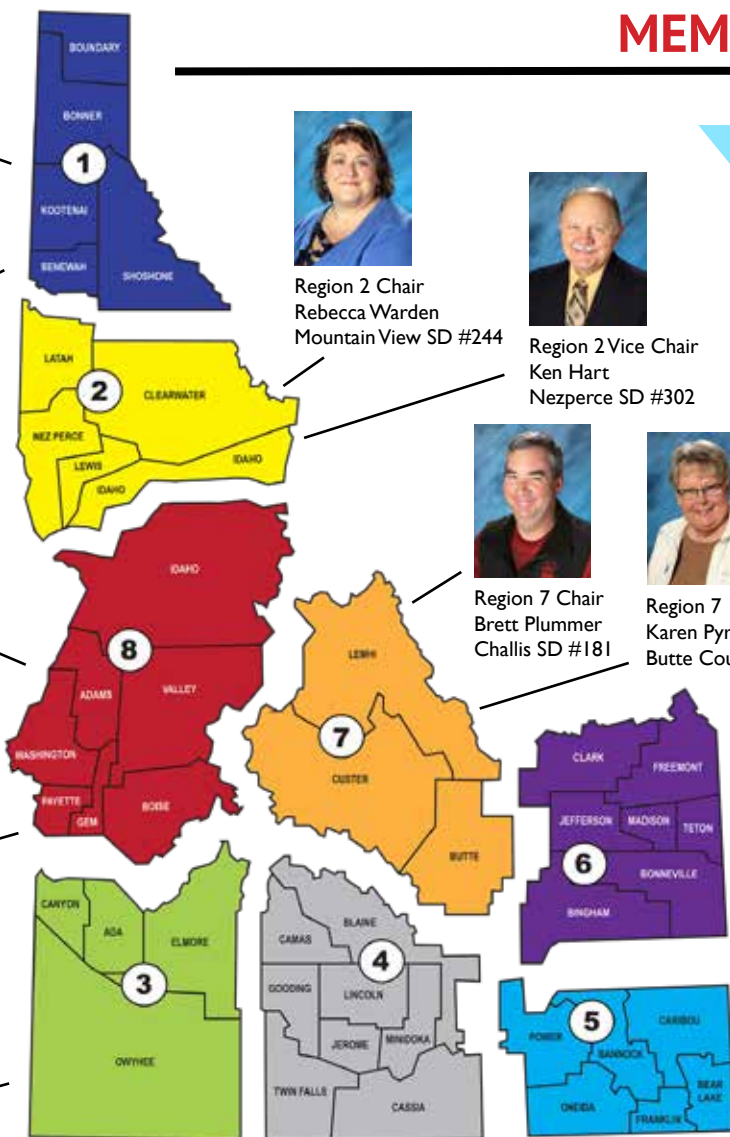 MEM
BOUNDARY
BONNER
1
KOOTENAI
BENEWAH
SHOSHONE
Region 2 Chair
Rebecca Warden
Mountain View SD #244
Region 2 Vice Chair
Ken Hart
Nezperce SD #302
LATAH
2
CLEARWATER
NEZ PERCE
LEWIS
IDAHO
IDAHO
Region 7 Chair
Brett Plummer
Challis SD #181
Region 7
Karen Pyr
Butte Cou
IDAHO
8
ADAMS
VALLEY
WASHINGTON
PAYETTE
GEM
BOISE
LEMHI
7
CUSTER
BUTTE
CLARK
FREEMONT
JEFFERSON
MADISON
TETON
6
BONNEVILLE
BINGHAM
CANYON
ADA
ELMORE
3
OWYHEE
BLAINE
CAMAS
4
GOODING
LINCOLN
JEROME
MINIDOKA
TWIN FALLS
CASSIA
POWER
5
CARIBOU
BANNOCK
ONEIDA
BEAR
LAKE
FRANKLIN